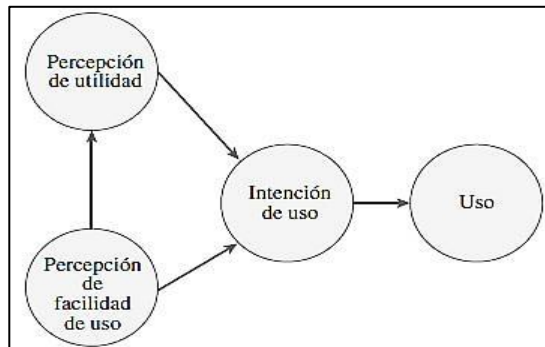 Percepción
de utilidad
Intención
de uso
Uso
Percepción
de
facilidad
de uso